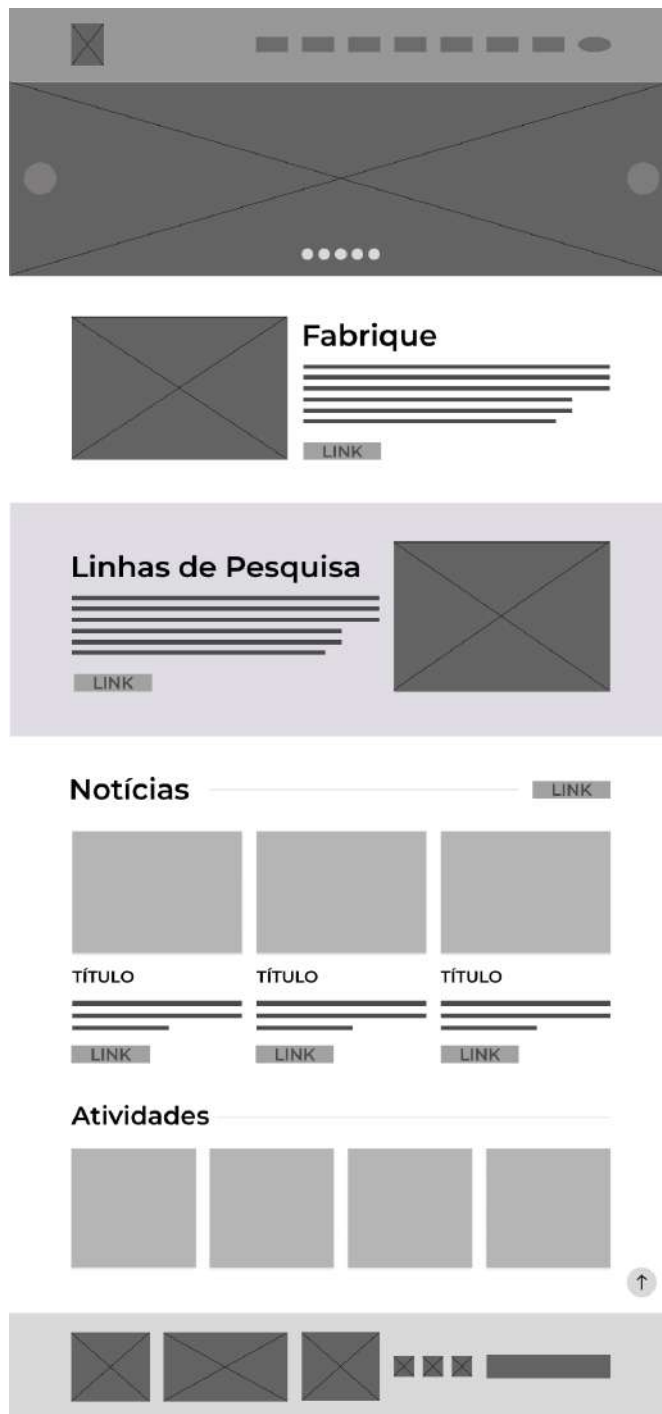 Fabrique
LINK
Linhas de Pesquisa
LINK
Notícias
LINK
TÍTULO
TÍTULO
TÍTULO
LINK
LINK
LINK
Atividades